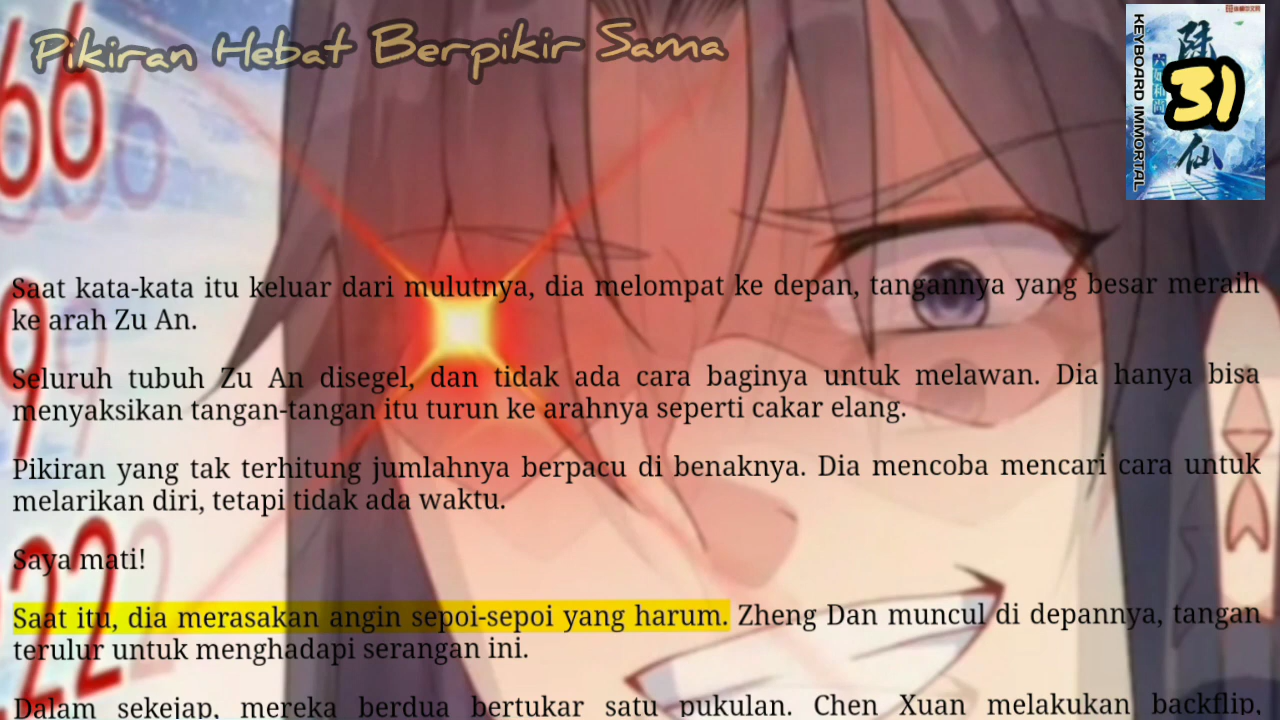 Pikiran Hebat Berpikir Sama
KEYBOARD IMMORTAL
陆
31
仙
66
Saat kata-kata itu keluar dari mulutnya, dia melompat ke depan, tangannya yang besar meraih
ke arah Zu An.
Seluruh tubuh Zu An disegel, dan tidak ada cara baginya untuk melawan. Dia hanya bisa
menyaksikan tangan-tangan itu turun ke arahnya seperti cakar elang.
9
Pikiran yang tak terhitung jumlahnya berpacu di benaknya. Dia mencoba mencari cara untuk
melarikan diri, tetapi tidak ada waktu.
Saya mati!
22
Saat itu, dia merasakan angin sepoi-sepoi yang harum. Zheng Dan muncul di depannya, tangan
terulur untuk menghadapi serangan ini.
Dalam sekejap, mereka berdua bertukar satu pukulan. Chen Xuan melakukan backflip,